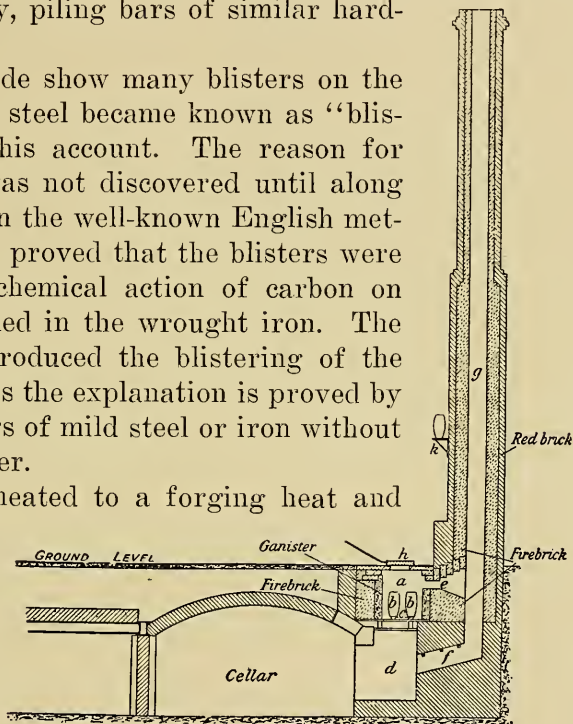 y, piling bars of similar hard-
de show many blisters on the
steel became known as “blis-
his account. The reason for
as not discovered until along
n the well-known English met-
proved that the blisters were
chemical action of carbon on
ed in the wrought iron. The
roduced the blistering of the
s the explanation is proved by
rs of mild steel or iron without
er.
neated to a forging heat and
g
k
Red brick
GROUND LEVEL
Ganister
h
Firebrick
a
e
Firebrick
b b
c
d
f
Cellar